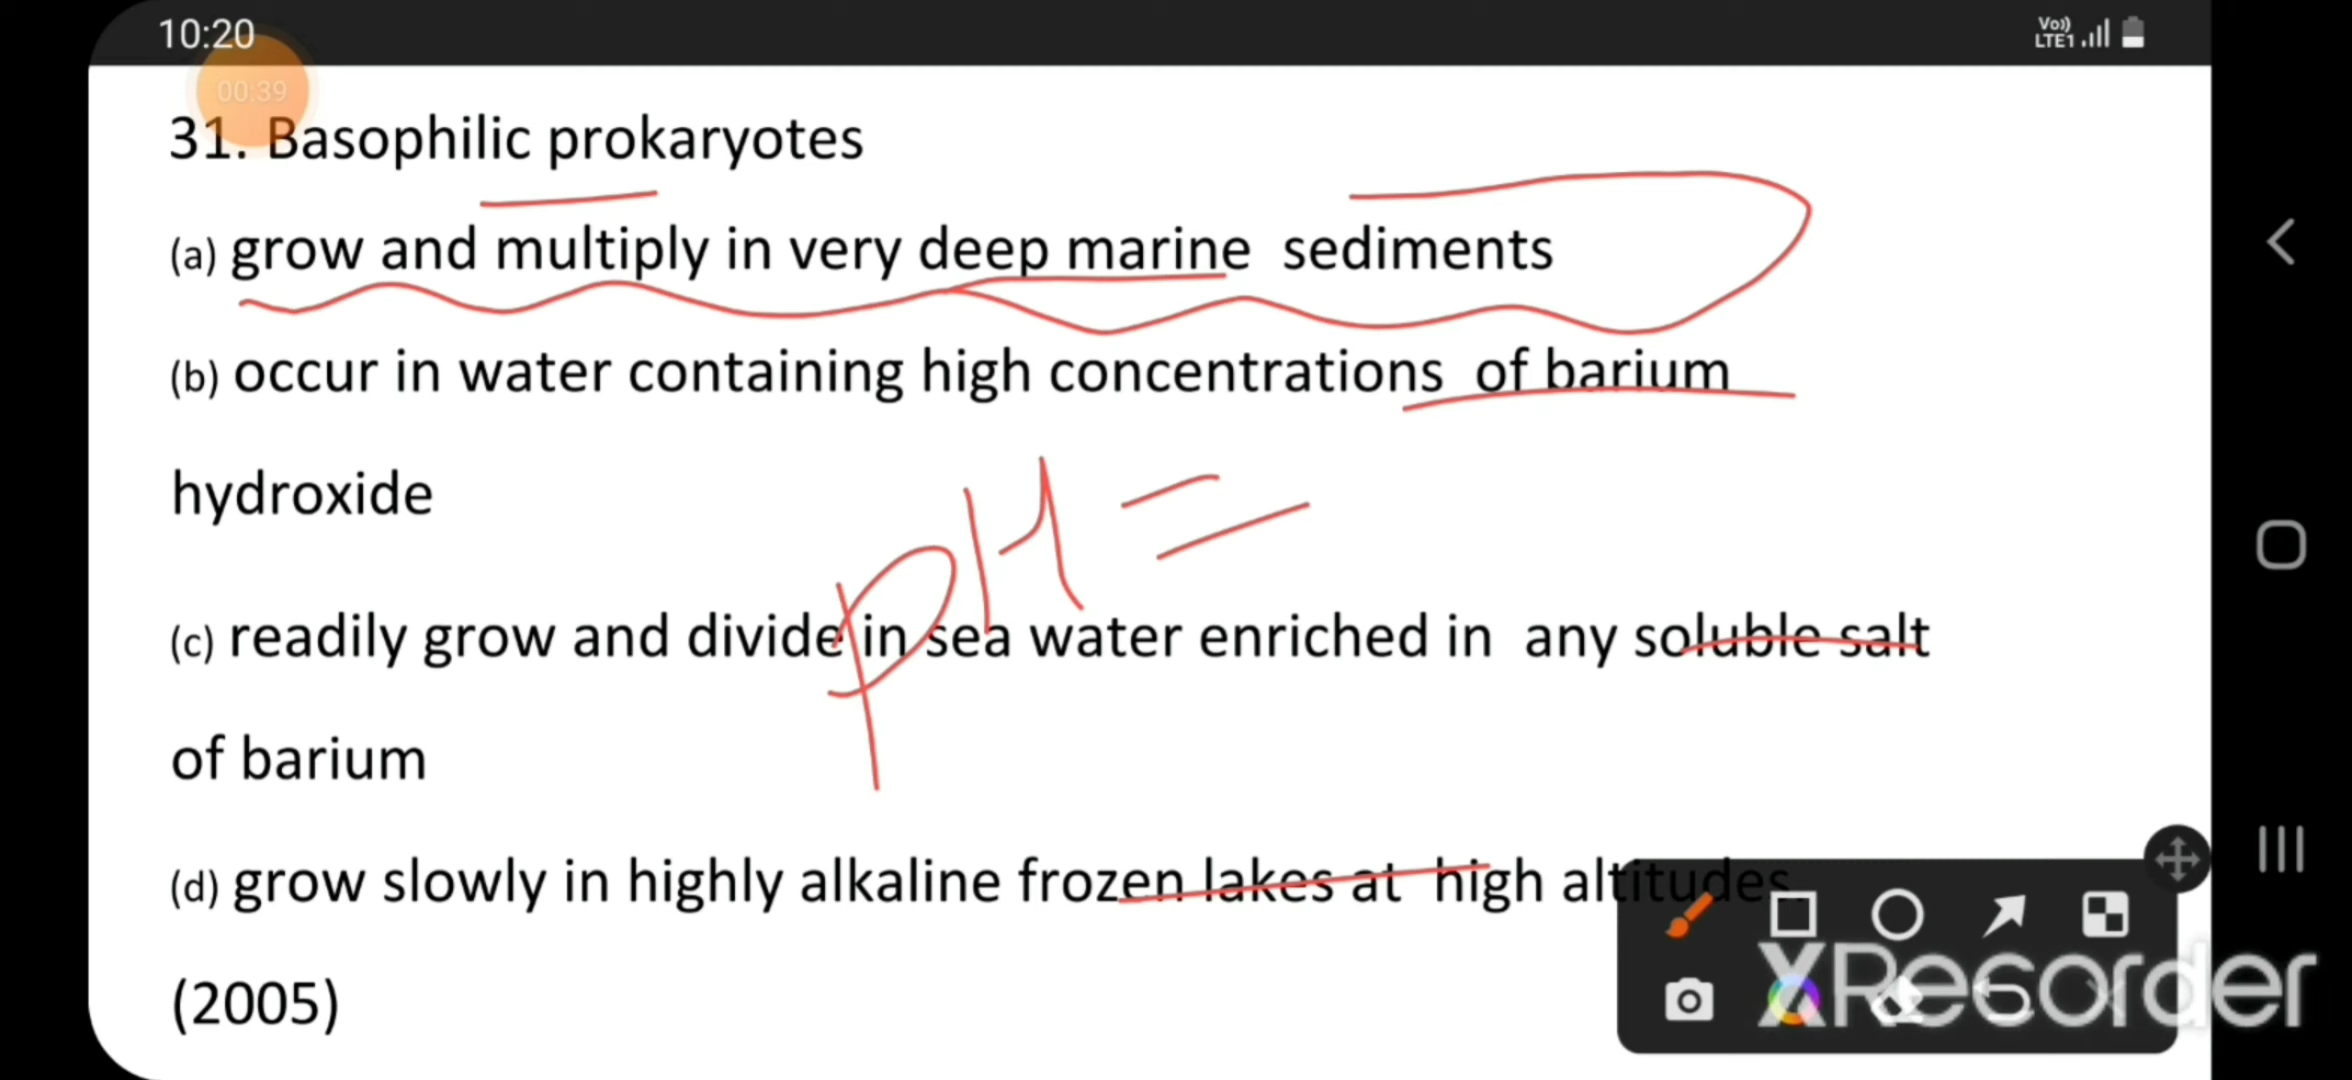 10:20
Vo))
LTE1
00:39
31. Basophilic prokaryotes
(a) grow and multiply in very deep marine sediments
(b) occur in water containing high concentrations of barium
hydroxide
pH =
(c) readily grow and divide in sea water enriched in any soluble salt
of barium
(d) grow slowly in highly alkaline frozen lakes at high altitudes.
(2005)
XRecorder